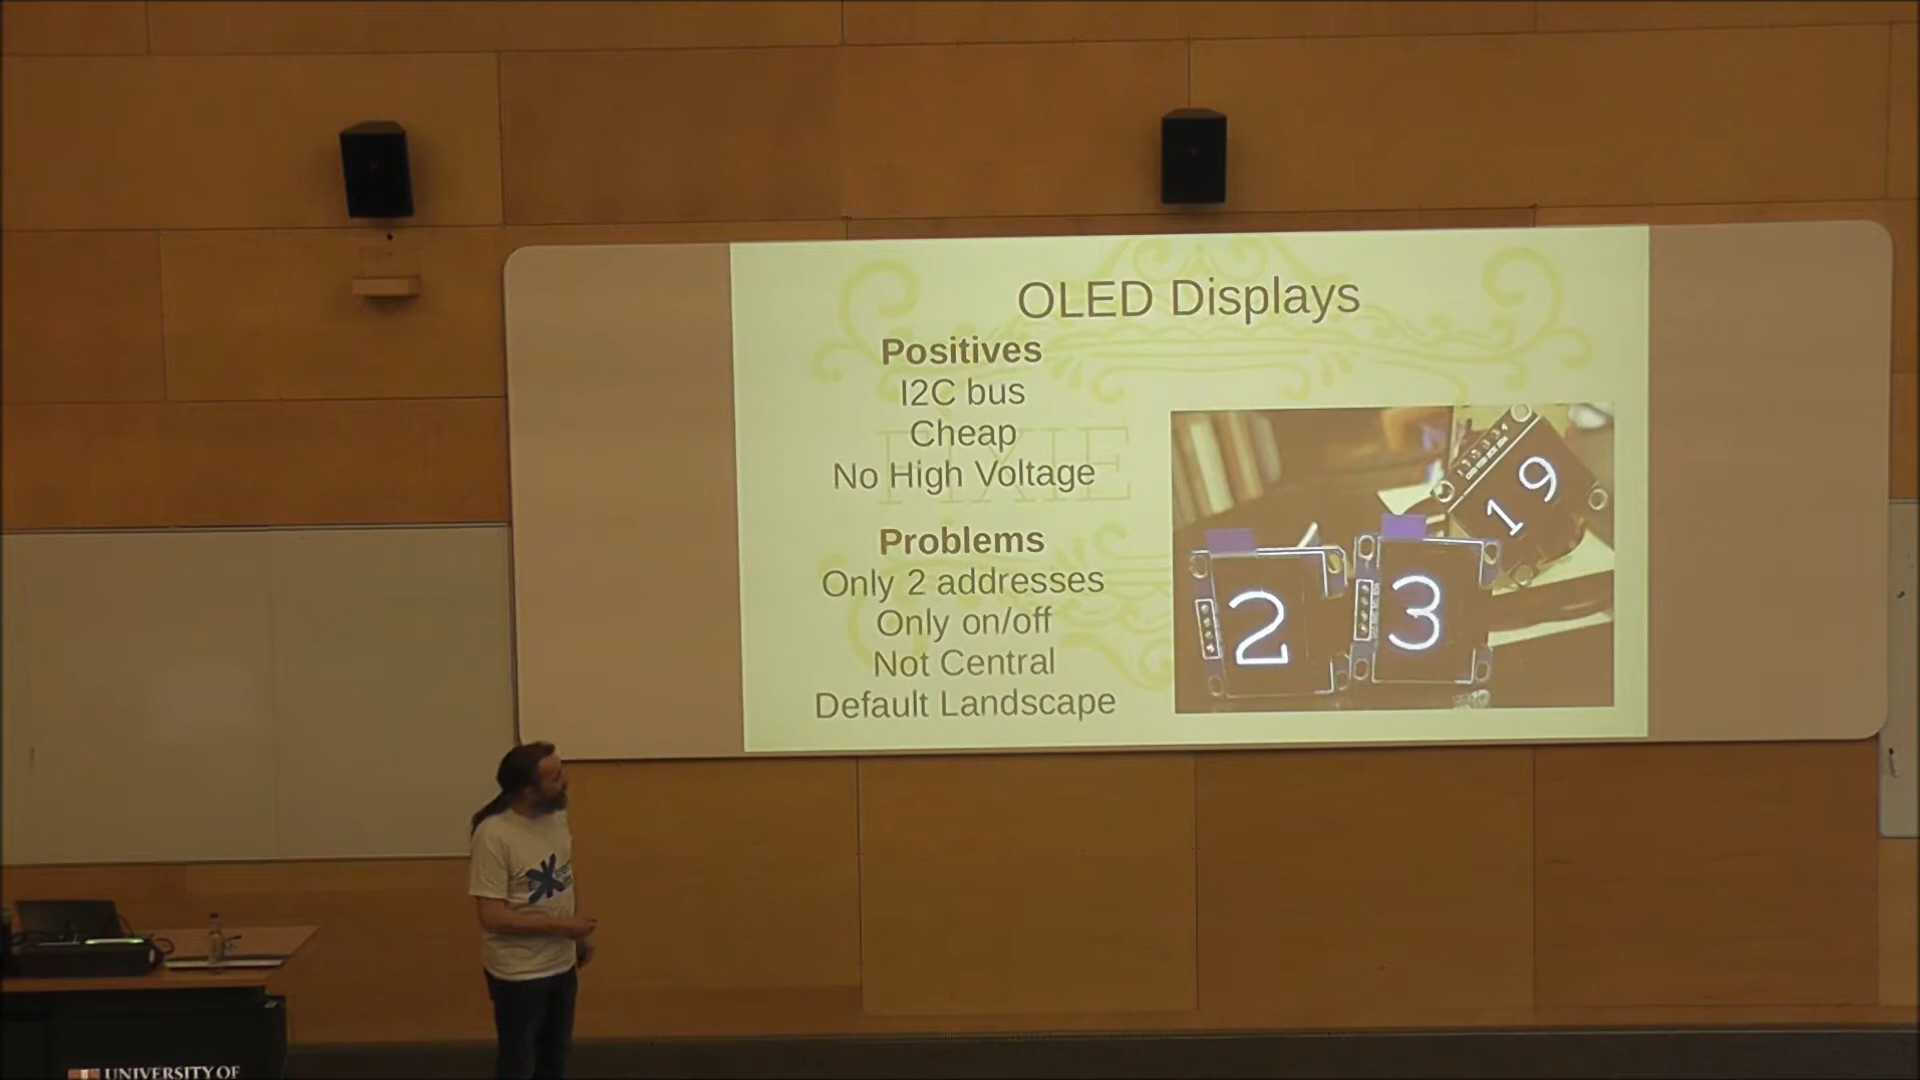 OLED Displays
Positives
I2C bus
Cheap
No High Voltage
Problems
Only 2 addresses
Only on/off
Not Central
Default Landscape
PIXIE
19
2
3
UNIVERSITY OF